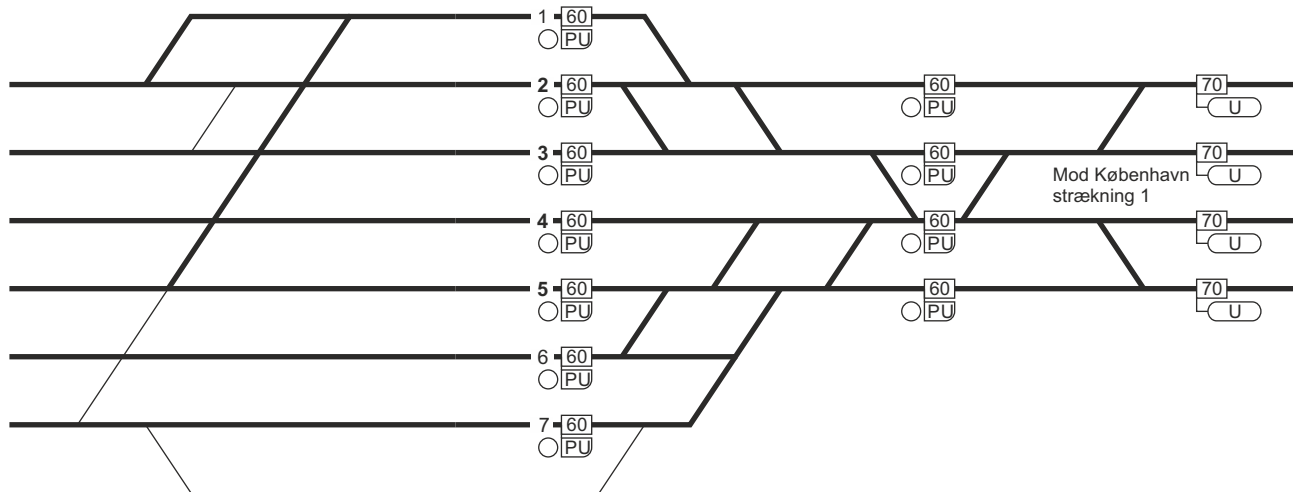 1 60
PU
2 60 60 70
PU PU U
3 60 60 70
PU PU U
Mod København
strækning 1
4 60 60 70
PU PU U
5 60 60 70
PU PU U
6 60
PU
7 60
PU